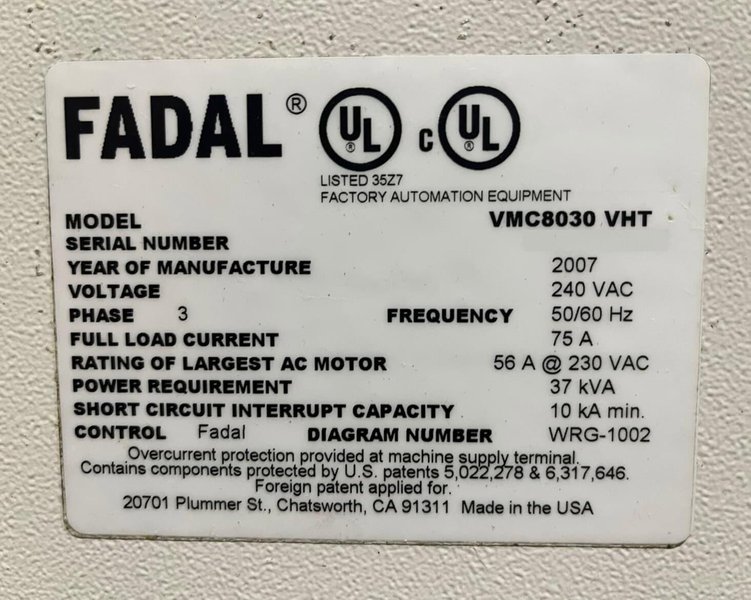 FADAL® UL® c UL®
LISTED 35Z7
FACTORY AUTOMATION EQUIPMENT
MODEL VMC8030 VHT
SERIAL NUMBER
YEAR OF MANUFACTURE 2007
VOLTAGE 240 VAC
PHASE 3 FREQUENCY 50/60 Hz
FULL LOAD CURRENT 75 A
RATING OF LARGEST AC MOTOR 56 A @ 230 VAC
POWER REQUIREMENT 37 kVA
SHORT CIRCUIT INTERRUPT CAPACITY 10 kA min.
CONTROL Fadal DIAGRAM NUMBER WRG-1002
Overcurrent protection provided at machine supply terminal.
Contains components protected by U.S. patents 5,022,278 & 6,317,646.
Foreign patent applied for.
20701 Plummer St., Chatsworth, CA 91311 Made in the USA